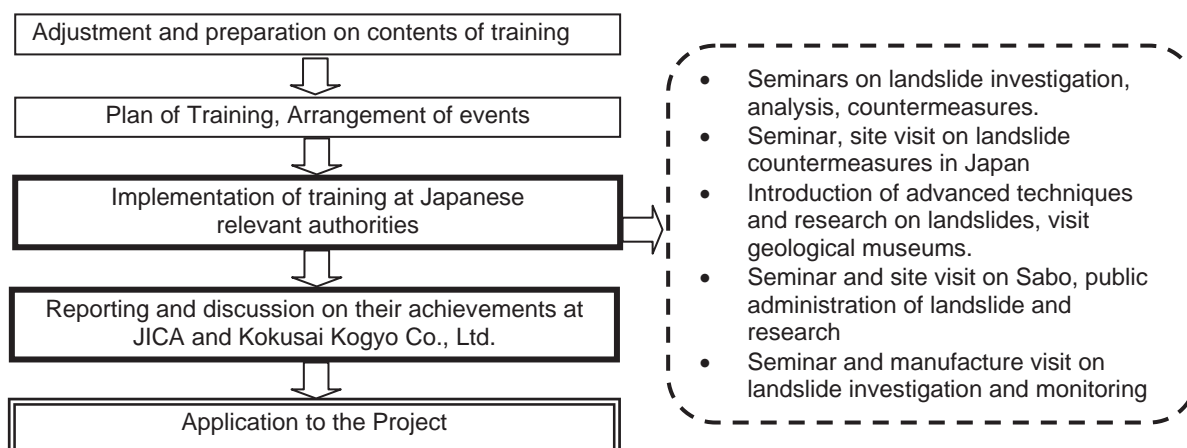 Adjustment and preparation on contents of training
Plan of Training, Arrangement of events
Implementation of training at Japanese
relevant authorities
Reporting and discussion on their achievements at
JICA and Kokusai Kogyo Co., Ltd.
Application to the Project
• Seminars on landslide investigation,
analysis, countermeasures.
• Seminar, site visit on landslide
countermeasures in Japan
• Introduction of advanced techniques
and research on landslides, visit
geological museums.
• Seminar and site visit on Sabo, public
administration of landslide and
research
• Seminar and manufacture visit on
landslide investigation and monitoring